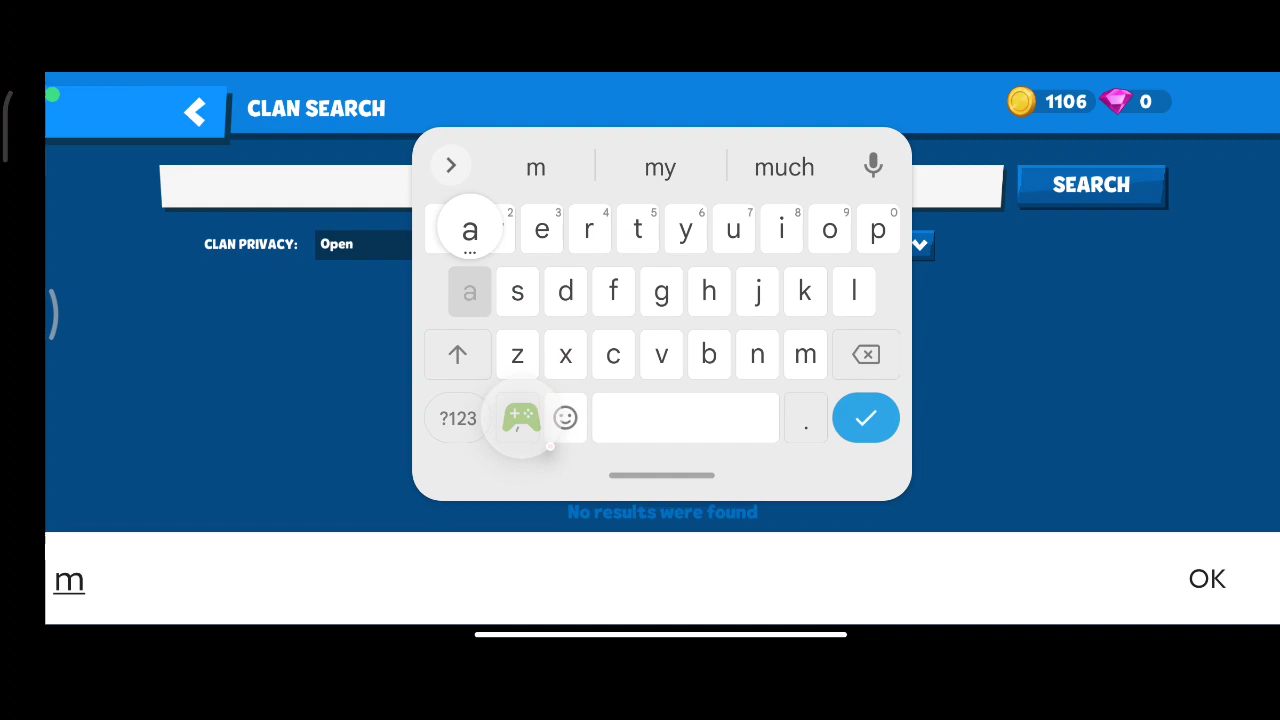 CLAN SEARCH
1106
0
SEARCH
CLAN PRIVACY: Open
m my much
a 2 e 3 r 4 t 5 y 6 u 7 i 8 o 9 p 0
a s d f g h j k l
z x c v b n m
?123 .
No results were found
m
OK